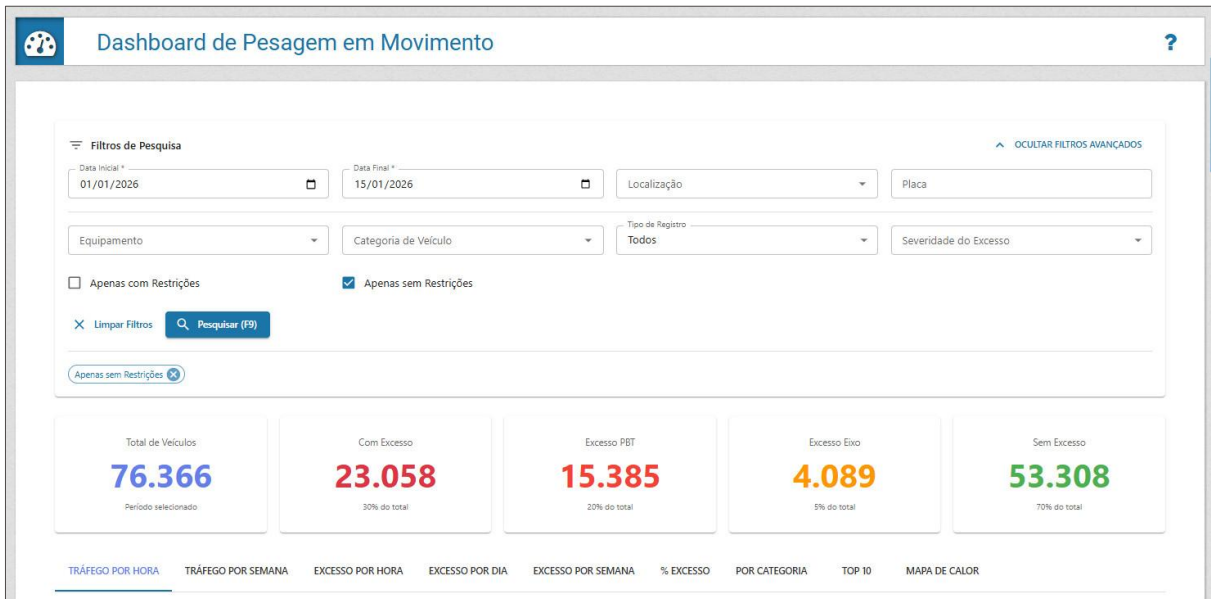 Dashboard de Pesagem em Movimento
?
Filtros de Pesquisa
OCULTAR FILTROS AVANÇADOS
Data Inicial *
01/01/2026
Data Final *
15/01/2026
Localização
Placa
Equipamento
Categoria de Veículo
Tipo de Registro
Todos
Severidade do Excesso
Apenas com Restrições
Apenas sem Restrições
Limpar Filtros
Pesquisar (F9)
Apenas sem Restrições
Total de Veículos
76.366
Período selecionado
Com Excesso
23.058
30% do total
Excesso PBT
15.385
20% do total
Excesso Eixo
4.089
5% do total
Sem Excesso
53.308
70% do total
TRÁFEGO POR HORA
TRÁFEGO POR SEMANA
EXCESSO POR HORA
EXCESSO POR DIA
EXCESSO POR SEMANA
% EXCESSO
POR CATEGORIA
TOP 10
MAPA DE CALOR